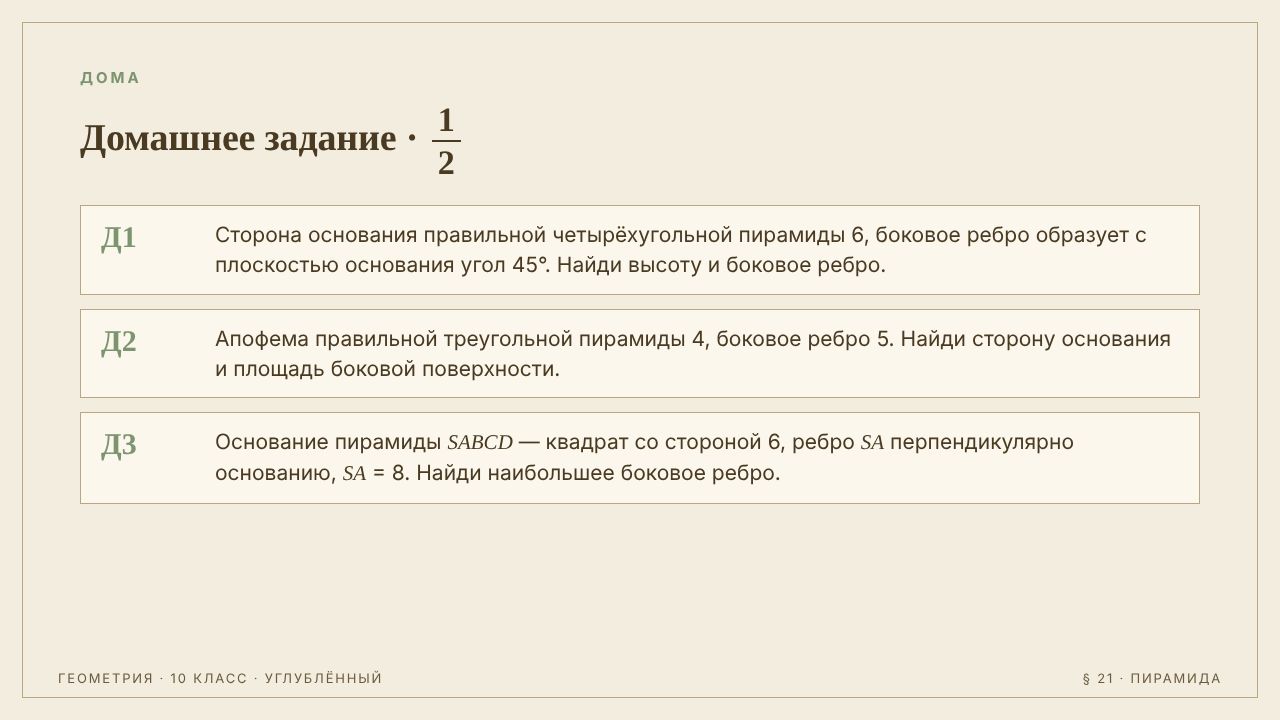 ДОМА
Домашнее задание · 1/2
Д1
Сторона основания правильной четырёхугольной пирамиды 6, боковое ребро образует с
плоскостью основания угол 45°. Найди высоту и боковое ребро.
Д2
Апофема правильной треугольной пирамиды 4, боковое ребро 5. Найди сторону основания
и площадь боковой поверхности.
Д3
Основание пирамиды SABCD — квадрат со стороной 6, ребро SA перпендикулярно
основанию, SA = 8. Найди наибольшее боковое ребро.
ГЕОМЕТРИЯ · 10 КЛАСС · УГЛУБЛЁННЫЙ
§ 21 · ПИРАМИДА